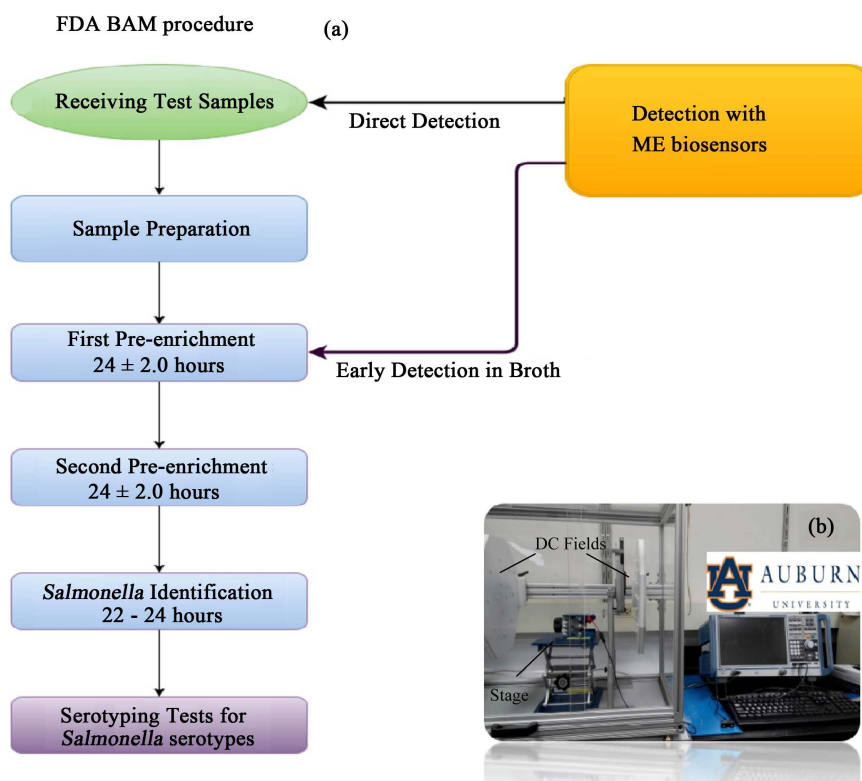 FDA BAM procedure
(a)
Receiving Test Samples
Direct Detection
Detection with
ME biosensors
Sample Preparation
First Pre-enrichment
24 ± 2.0 hours
Early Detection in Broth
Second Pre-enrichment
24 ± 2.0 hours
Salmonella Identification
22 - 24 hours
Serotyping Tests for
Salmonella serotypes
(b)
DC Fields
AU
AUBURN
UNIVERSITY
Stage